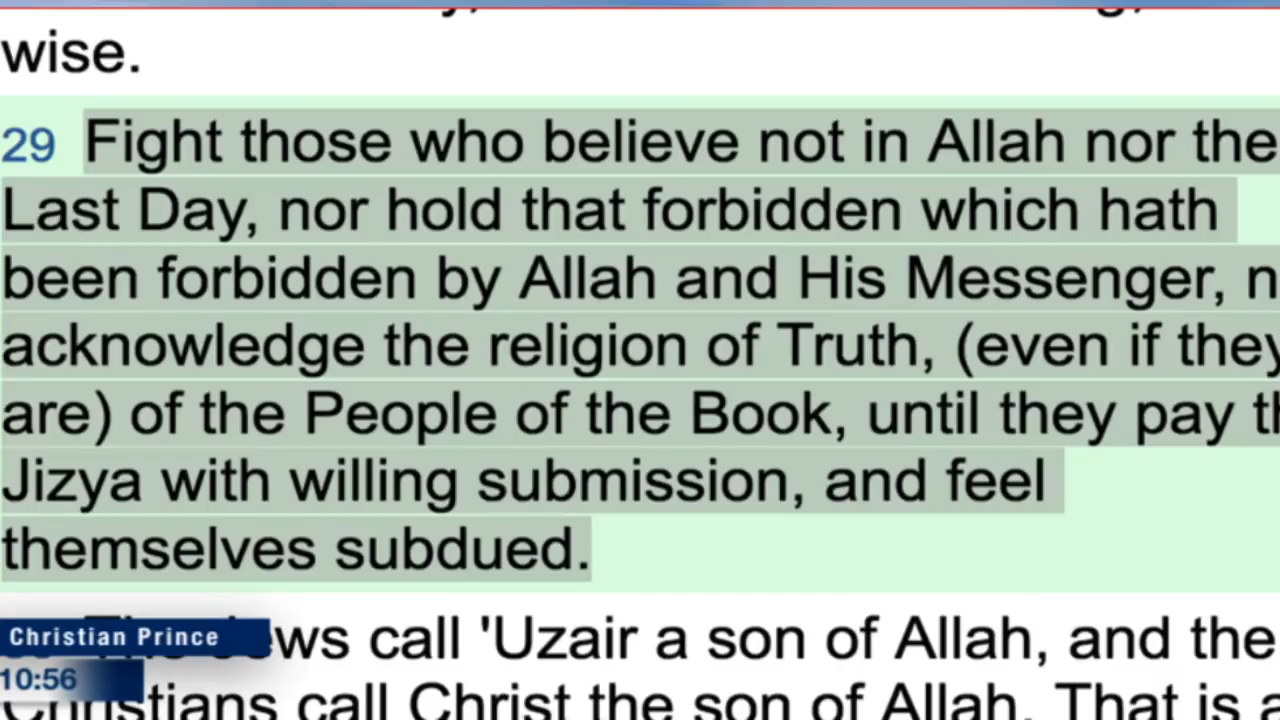 wise.
29 Fight those who believe not in Allah nor the
Last Day, nor hold that forbidden which hath
been forbidden by Allah and His Messenger, n
acknowledge the religion of Truth, (even if they
are) of the People of the Book, until they pay th
Jizya with willing submission, and feel
themselves subdued.
Christian Prince
ews call 'Uzair a son of Allah, and the
10:56
Christians call Christ the son of Allah. That is a